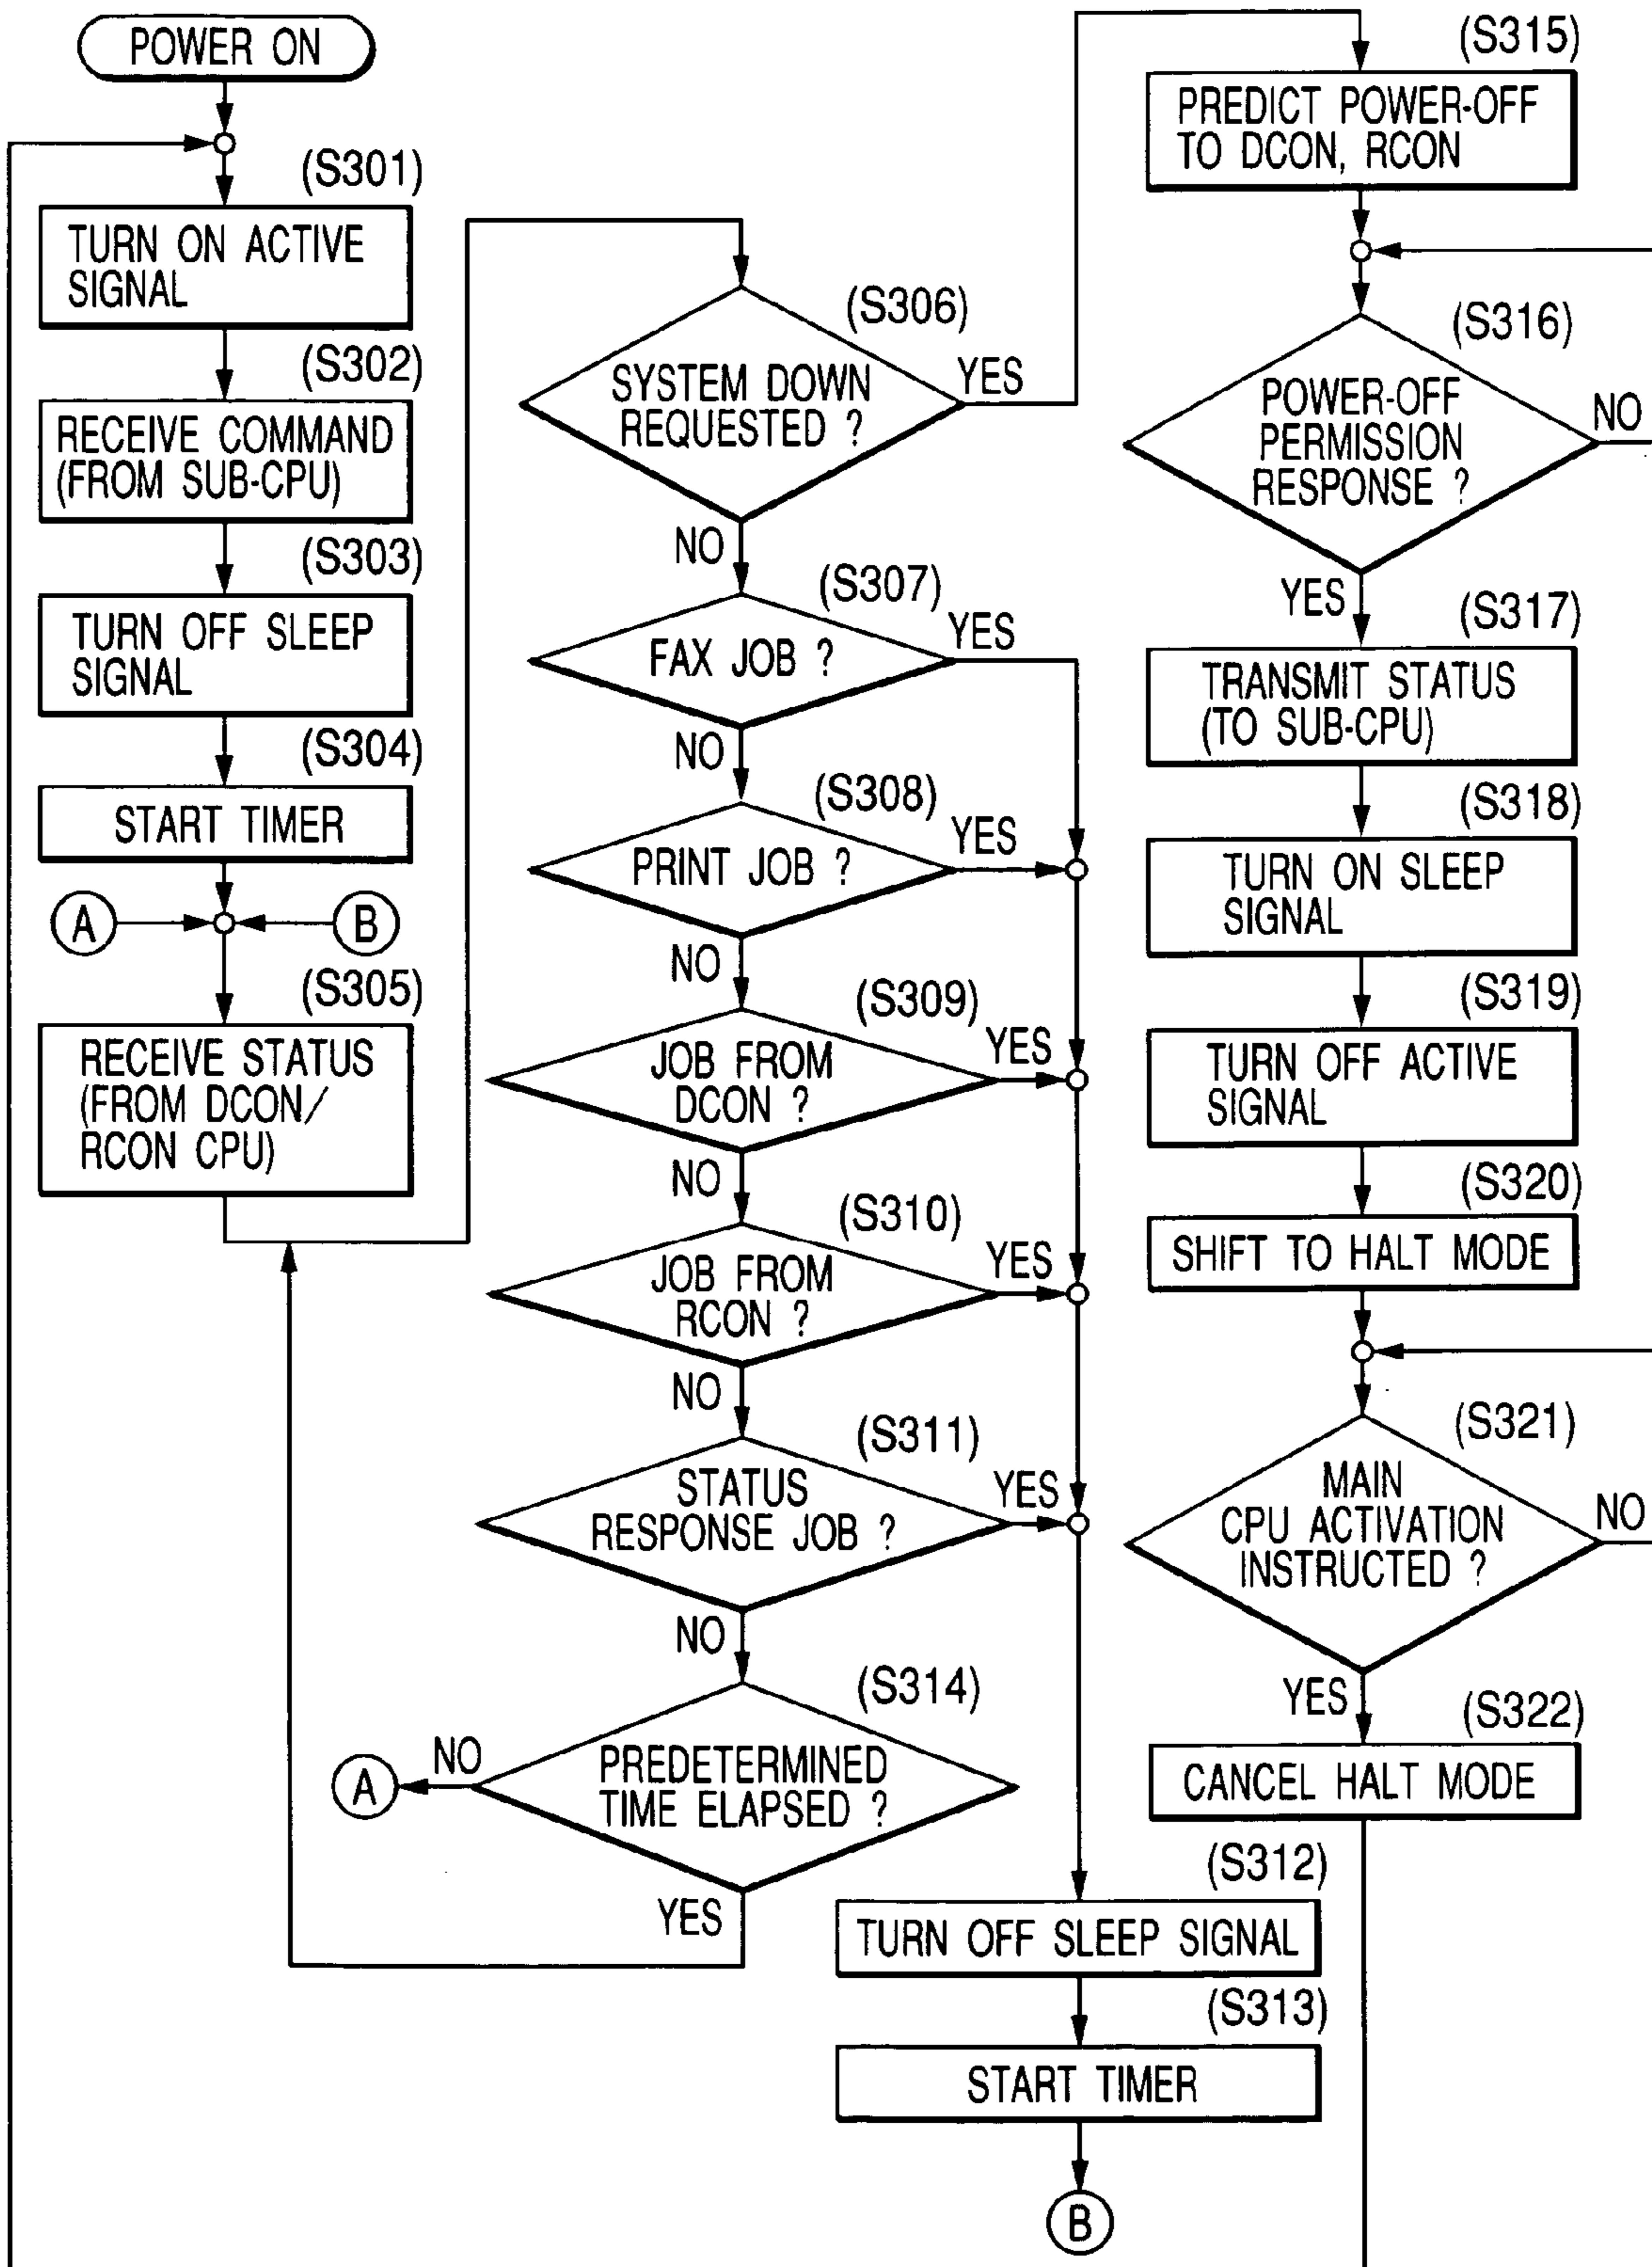 POWER ON
(S301)
TURN ON ACTIVE
SIGNAL
(S302)
RECEIVE COMMAND
(FROM SUB-CPU)
(S303)
TURN OFF SLEEP
SIGNAL
(S304)
START TIMER
A
B
(S305)
RECEIVE STATUS
(FROM DCON/
RCON CPU)
(S306)
SYSTEM DOWN
REQUESTED ?
YES
NO
(S307)
FAX JOB ?
YES
NO
(S308)
PRINT JOB ?
YES
NO
(S309)
JOB FROM
DCON ?
YES
NO
(S310)
JOB FROM
RCON ?
YES
NO
(S311)
STATUS
RESPONSE JOB ?
YES
NO
(S314)
PREDETERMINED
TIME ELAPSED ?
NO
A
YES
(S312)
TURN OFF SLEEP SIGNAL
(S313)
START TIMER
B
(S315)
PREDICT POWER-OFF
TO DCON, RCON
(S316)
POWER-OFF
PERMISSION
RESPONSE ?
NO
YES
(S317)
TRANSMIT STATUS
(TO SUB-CPU)
(S318)
TURN ON SLEEP
SIGNAL
(S319)
TURN OFF ACTIVE
SIGNAL
(S320)
SHIFT TO HALT MODE
(S321)
MAIN
CPU ACTIVATION
INSTRUCTED ?
NO
YES
(S322)
CANCEL HALT MODE